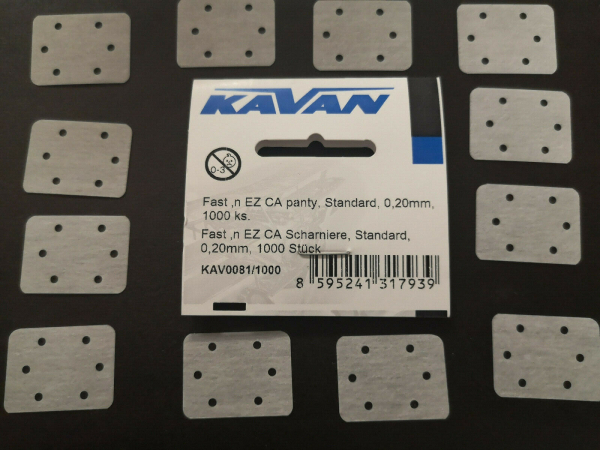 KAVAN
0-3
Fast ,n EZ CA panty, Standard, 0,20mm,
1000 ks.
Fast ,n EZ CA Scharniere, Standard,
0,20mm, 1000 Stück
KAV0081/1000
8 595241 317939